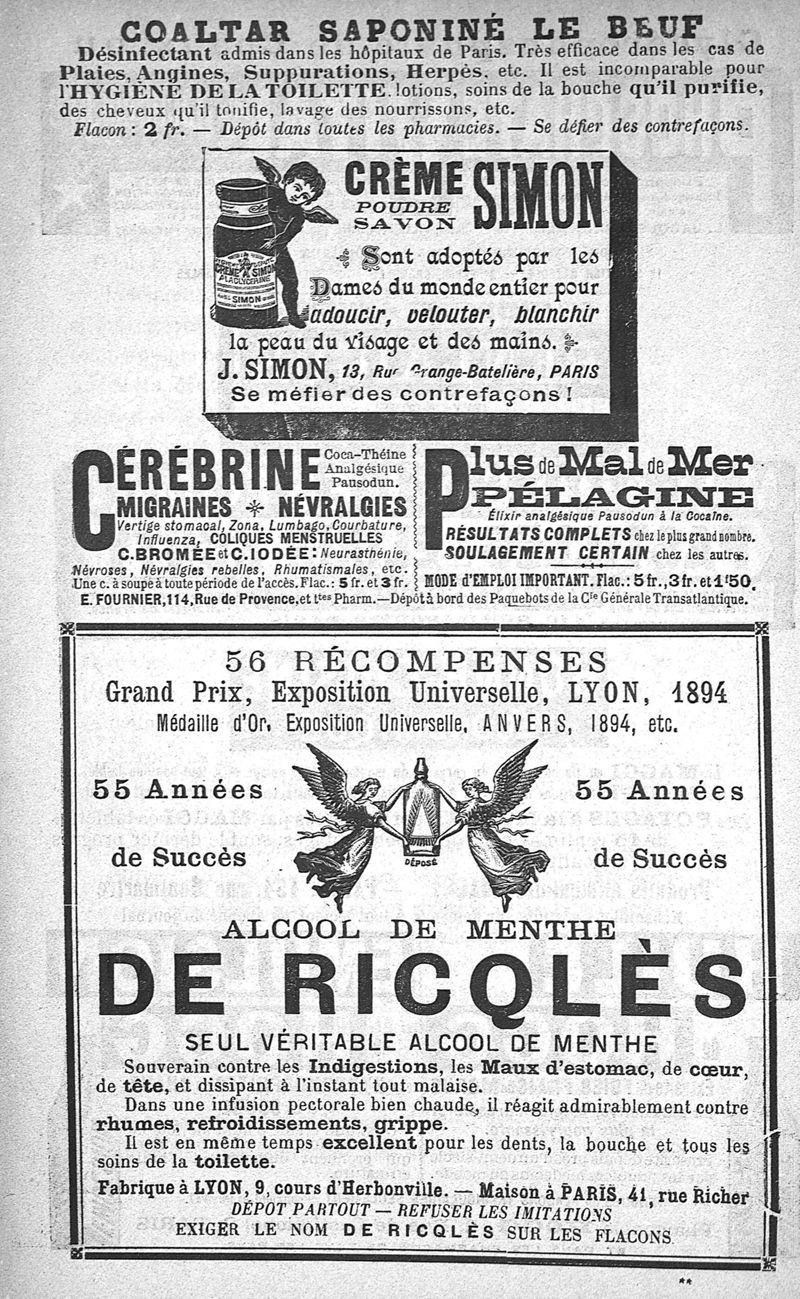 COALTAR SAPONINÉ LE BŒUF
Désinfectant admis dans les hôpitaux de Paris. Très efficace dans les cas de
Plaies, Angines, Suppurations, Herpès, etc. Il est incomparable pour
l'HYGIÈNE DE LA TOILETTE, lotions, soins de la bouche qu'il purifie,
des cheveux qu'il tonifie, lavage des nourrissons, etc.
Flacon : 2 fr. — Dépôt dans toutes les pharmacies. — Se défier des contrefaçons.
CRÈME SIMON
POUDRE
SAVON
CRÈME SIMON
SIMON
Sont adoptés par les
Dames du monde entier pour
adoucir, velouter, blanchir
la peau du visage et des mains.
J. SIMON, 13, Rue Grange-Batelière, PARIS
Se méfier des contrefaçons !
CÉRÉBRINE
Coca-Théine
Analgésique
Pausodun.
MIGRAINES * NÉVRALGIES
Vertige stomacal, Zona, Lumbago, Courbature,
Influenza, COLIQUES MENSTRUELLES
C. BROMÉE et C. IODÉE : Neurasthénie,
Névroses, Névralgies rebelles, Rhumatismales, etc.
Une c. à soupe à toute période de l'accès. Flac. : 5 fr. et 3 fr.
Plus de Mal de Mer
PÉLAGINE
Élixir analgésique Pausodun à la Cocaïne.
RÉSULTATS COMPLETS chez le plus grand nombre.
SOULAGEMENT CERTAIN chez les autres.
MODE d'EMPLOI IMPORTANT. Flac. : 5 fr., 3 fr. et 1f50.
E. FOURNIER, 114, Rue de Provence, et ttes Pharm. — Dépôt à bord des Paquebots de la Cie Générale Transatlantique.
56 RÉCOMPENSES
Grand Prix, Exposition Universelle, LYON, 1894
Médaille d'Or, Exposition Universelle, ANVERS, 1894, etc.
55 Années
de Succès
DÉPOSÉ
55 Années
de Succès
ALCOOL DE MENTHE
DE RICQLÈS
SEUL VÉRITABLE ALCOOL DE MENTHE
Souverain contre les Indigestions, les Maux d'estomac, de cœur,
de tête, et dissipant à l'instant tout malaise.
Dans une infusion pectorale bien chaude, il réagit admirablement contre
rhumes, refroidissements, grippe.
Il est en même temps excellent pour les dents, la bouche et tous les
soins de la toilette.
Fabrique à LYON, 9, cours d'Herbonville. — Maison à PARIS, 41, rue Richer
DÉPOT PARTOUT — REFUSER LES IMITATIONS
EXIGER LE NOM DE RICQLÈS SUR LES FLACONS
**